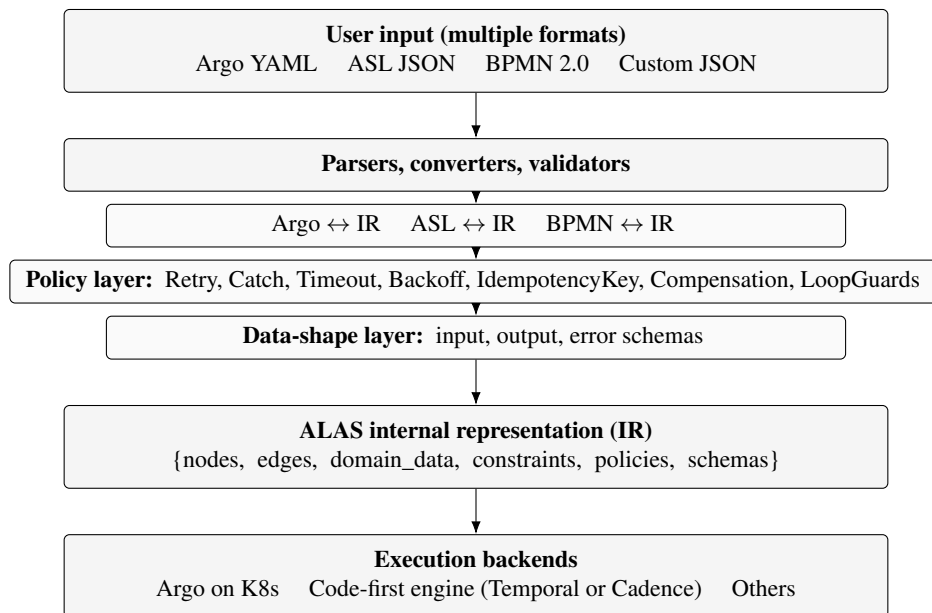 User input (multiple formats)
Argo YAML ASL JSON BPMN 2.0 Custom JSON
Parsers, converters, validators
Argo ↔ IR ASL ↔ IR BPMN ↔ IR
Policy layer: Retry, Catch, Timeout, Backoff, IdempotencyKey, Compensation, LoopGuards
Data-shape layer: input, output, error schemas
ALAS internal representation (IR)
{nodes, edges, domain_data, constraints, policies, schemas}
Execution backends
Argo on K8s Code-first engine (Temporal or Cadence) Others